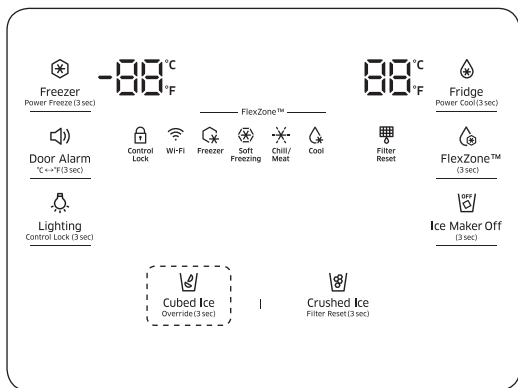 -88 °C
°F
88 °C
°F
Freezer
Power Freeze (3 sec)
Fridge
Power Cool (3 sec)
FlexZone™
Control
Lock
Wi-Fi
Freezer
Soft
Freezing
Chill/
Meat
Cool
Filter
Reset
Door Alarm
°C ↔ °F (3 sec)
FlexZone™
(3 sec)
Lighting
Control Lock (3 sec)
OFF
Ice Maker Off
(3 sec)
Cubed Ice
Override (3 sec)
|
Crushed Ice
Filter Reset (3 sec)